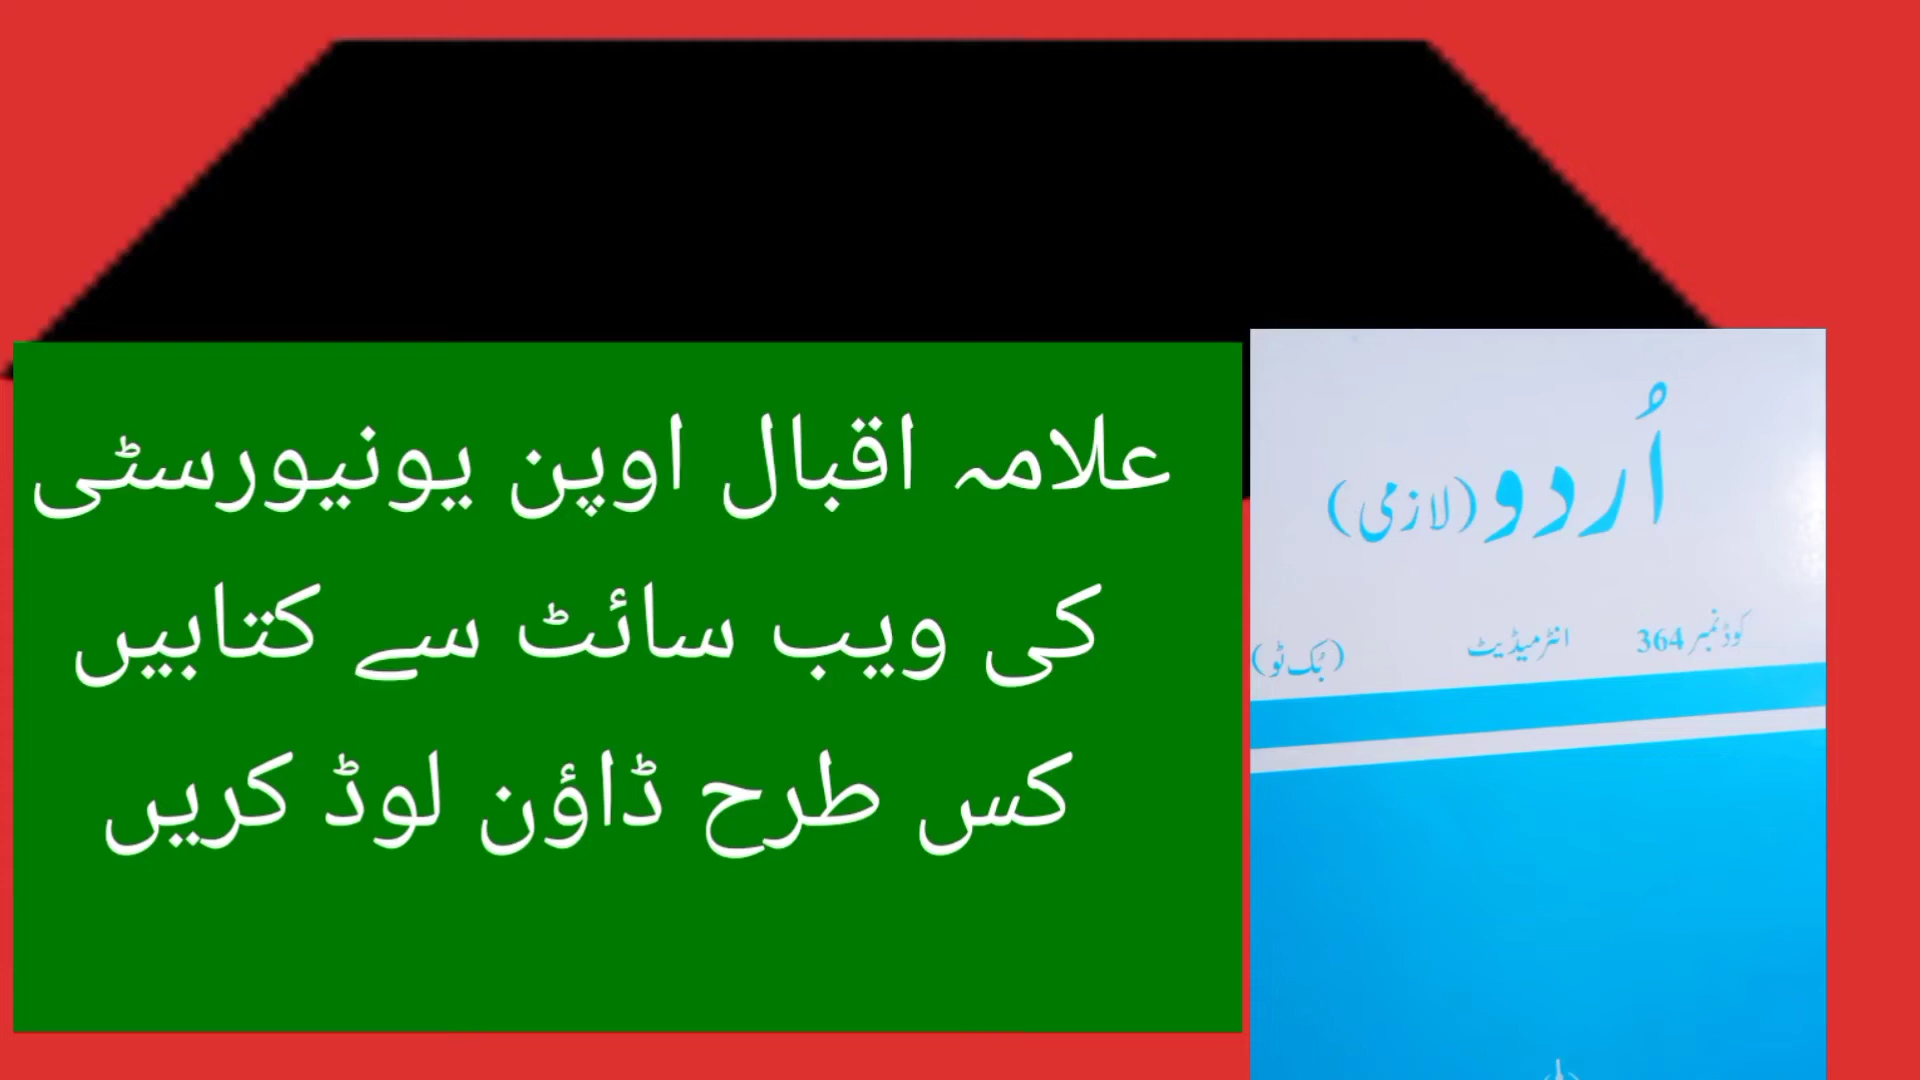 علامہ اقبال اوپن یونیورسٹی
کی ویب سائٹ سے کتابیں
کس طرح ڈاؤن لوڈ کریں
اُردو (لازمی)
کوڈ نمبر 364 انٹرمیڈیٹ (بُک ٹو)